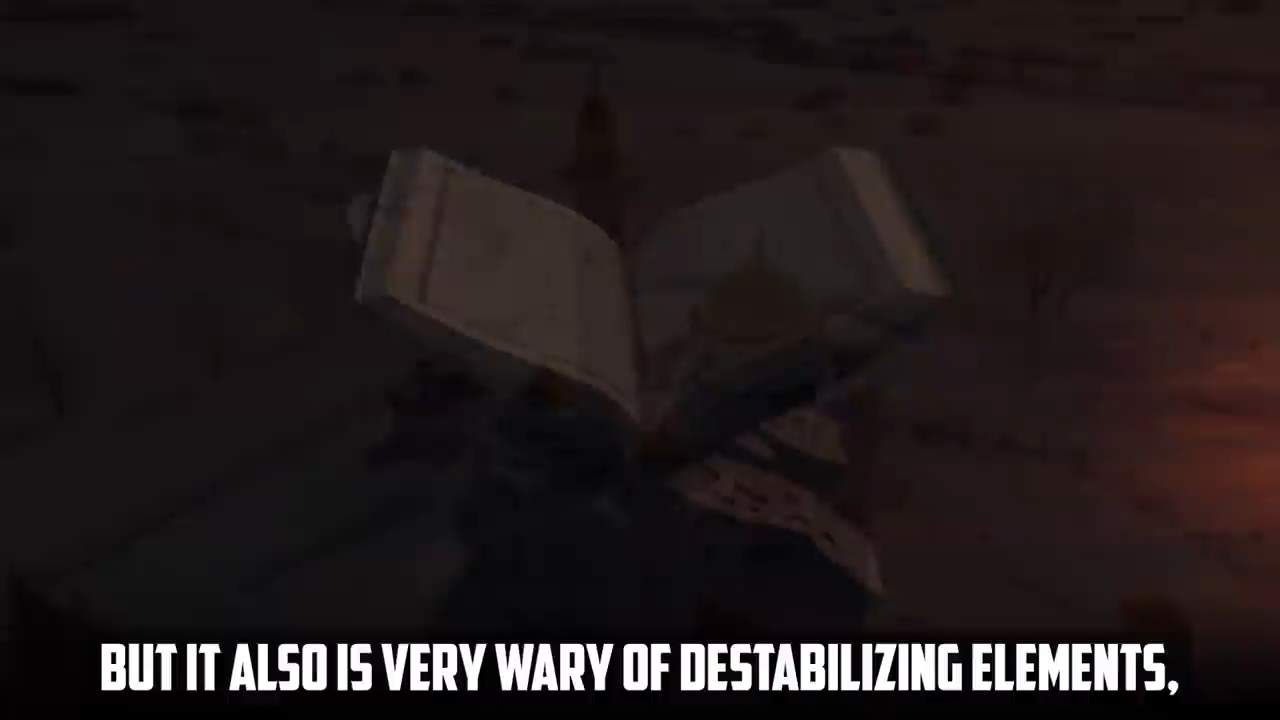 BUT IT ALSO IS VERY WARY OF DESTABILIZING ELEMENTS,